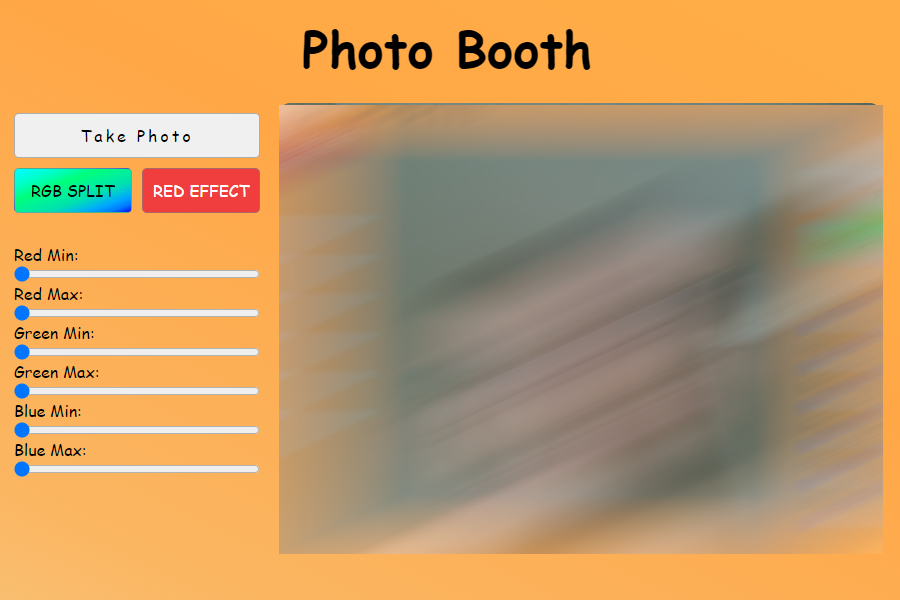 Photo Booth
Take Photo
RGB SPLIT
RED EFFECT
Red Min:
Red Max:
Green Min:
Green Max:
Blue Min:
Blue Max: